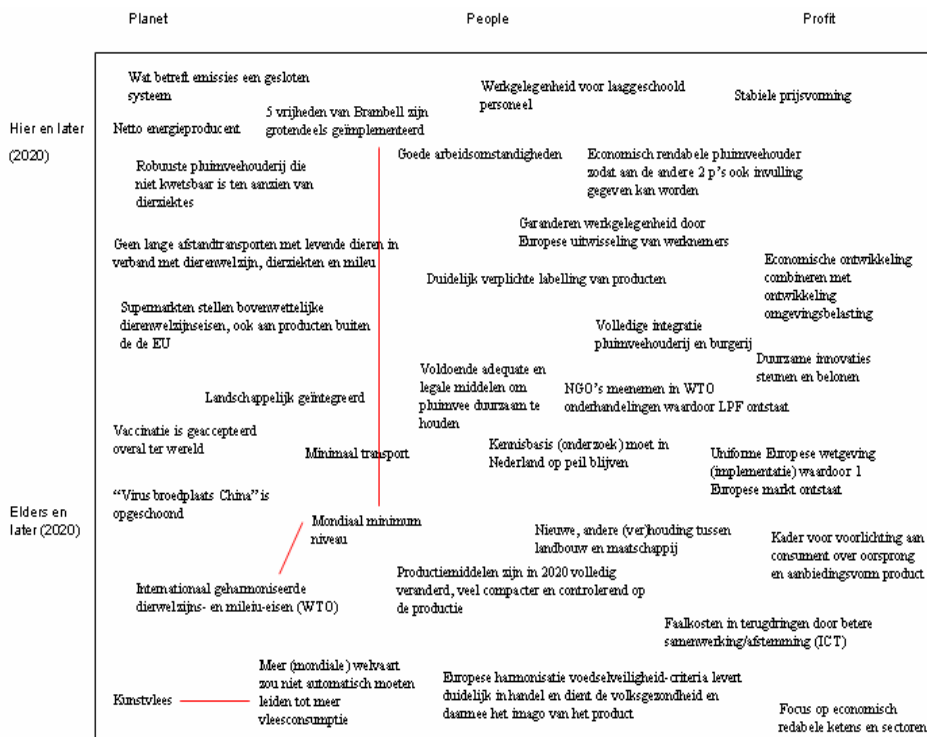 Planet
People
Profit
Hier en later
(2020)
Wat betreft emissies een gesloten
systeem
Werkgelegenheid voor laaggeschoold
personeel
Stabiele prijsvorming
Netto energieproducent
5 vrijheden van Brambell zijn
grotendeels geïmplementeerd
Goede arbeidsomstandigheden
Economisch rendabele pluimveehouder
zodat aan de andere 2 p's ook invulling
gegeven kan worden
Robuuste pluimveehouderij die
niet kwetsbaar is ten aanzien van
dierziektes
Garanderen werkgelegenheid door
Europese uitwisseling van werknemers
Geen lange afstandtransporten met levende dieren in
verband met dierenwelzijn, dierziekten en mileu
Duidelijk verplichte labelling van producten
Economische ontwikkeling
combineren met
ontwikkeling
omgevingsbelasting
Supermarkten stellen bovenwettelijke
dierenwelzijnseisen, ook aan producten buiten
de de EU
Volledige integratie
pluimveehouderij en burgerij
Duurzame innovaties
steunen en belonen
Voldoende adequate en
legale middelen om
pluimvee duurzaam te
houden
NGO's meenemen in WTO
onderhandelingen waardoor LPF ontstaat
Landschappelijk geïntegreerd
Vaccinatie is geaccepteerd
overal ter wereld
Minimaal transport
Kennisbasis (onderzoek) moet in
Nederland op peil blijven
Uniforme Europese wetgeving
(implementatie) waardoor 1
Europese markt ontstaat
Elders en
later (2020)
“Virus broedplaats China” is
opgeschoond
Mondiaal minimum
niveau
Nieuwe, andere (ver)houding tussen
landbouw en maatschappij
Kader voor voorlichting aan
consument over oorsprong
en aanbiedingsvorm product
Internationaal geharmoniseerde
dierwelzijns- en mileiu-eisen (WTO)
Productiemiddelen zijn in 2020 volledig
veranderd, veel compacter en controlerend op
de productie
Faalkosten in terugdringen door betere
samenwerking/afstemming (ICT)
Kunstvlees
Meer (mondiale) welvaart
zou niet automatisch moeten
leiden tot meer
vleesconsumptie
Europese harmonisatie voedselveiligheid-criteria levert
duidelijk in handel en dient de volksgezondheid en
daarmee het imago van het product
Focus op economisch
redabele ketens en sectoren